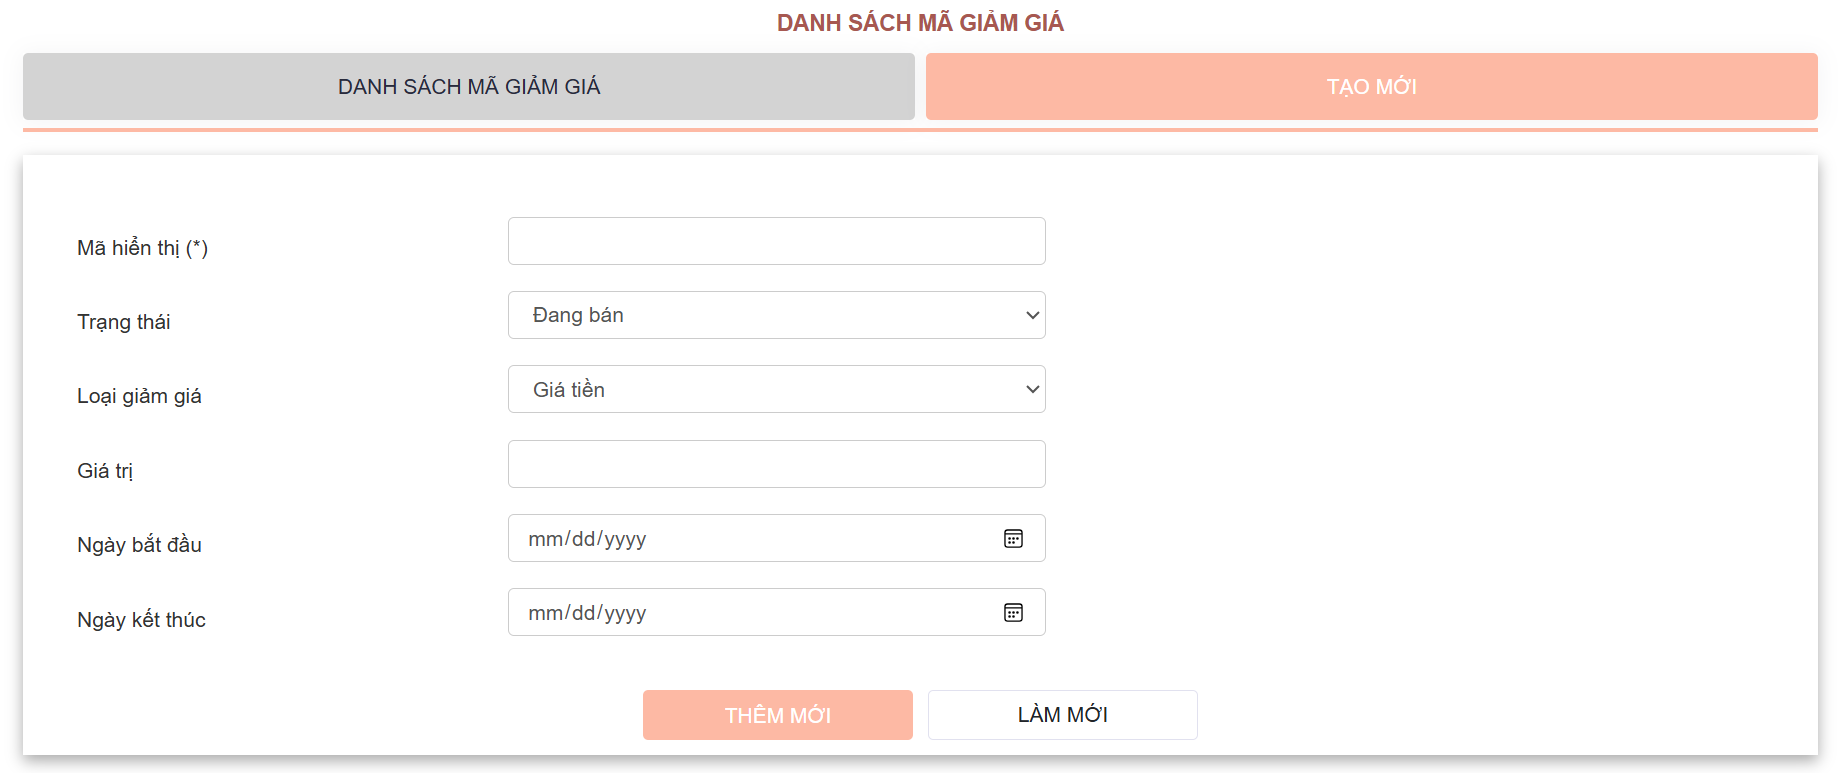 DANH SÁCH MÃ GIẢM GIÁ
DANH SÁCH MÃ GIẢM GIÁ
TẠO MỚI
Mã hiển thị (*)
Trạng thái
Đang bán
Loại giảm giá
Giá tiền
Giá trị
Ngày bắt đầu
mm/dd/yyyy
Ngày kết thúc
mm/dd/yyyy
THÊM MỚI
LÀM MỚI